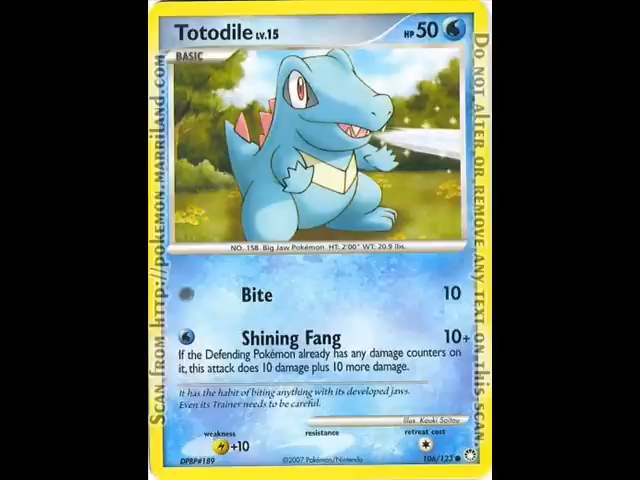 Totodile LV.15 HP 50
BASIC
NO. 158 Big Jaw Pokémon HT: 2'00" WT: 20.9 lbs.
Bite 10
Shining Fang 10+
If the Defending Pokémon already has any damage counters on
it, this attack does 10 damage plus 10 more damage.
It has the habit of biting anything with its developed jaws.
Even its Trainer needs to be careful.
Illus. Kouki Saitou
weakness resistance retreat cost
+10
DPBP#189 ©2007 Pokémon/Nintendo 106/123
Scan from http://pokemon.marriland.com
Do not alter or remove any text on this scan